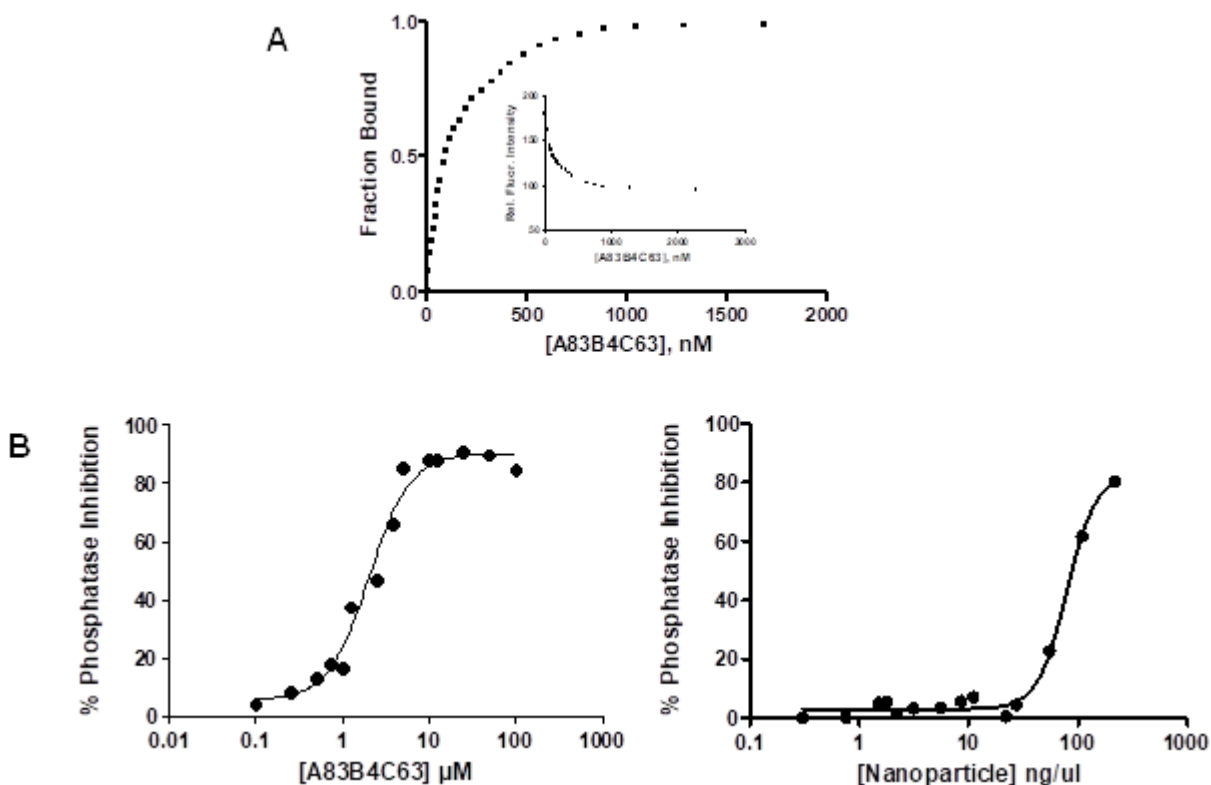 A
Fraction Bound
1.0
0.5
0.0
0 500 1000 1500 2000
[A83B4C63], nM
Rel. Fluor. Intensity
200
150
100
50
0 1000 2000 3000
[A83B4C63], nM
B
% Phosphatase Inhibition
100
80
60
40
20
0
0.01 0.1 1 10 100 1000
[A83B4C63] µM
% Phosphatase Inhibition
100
80
60
40
20
0
0.1 1 10 100 1000
[Nanoparticle] ng/ul